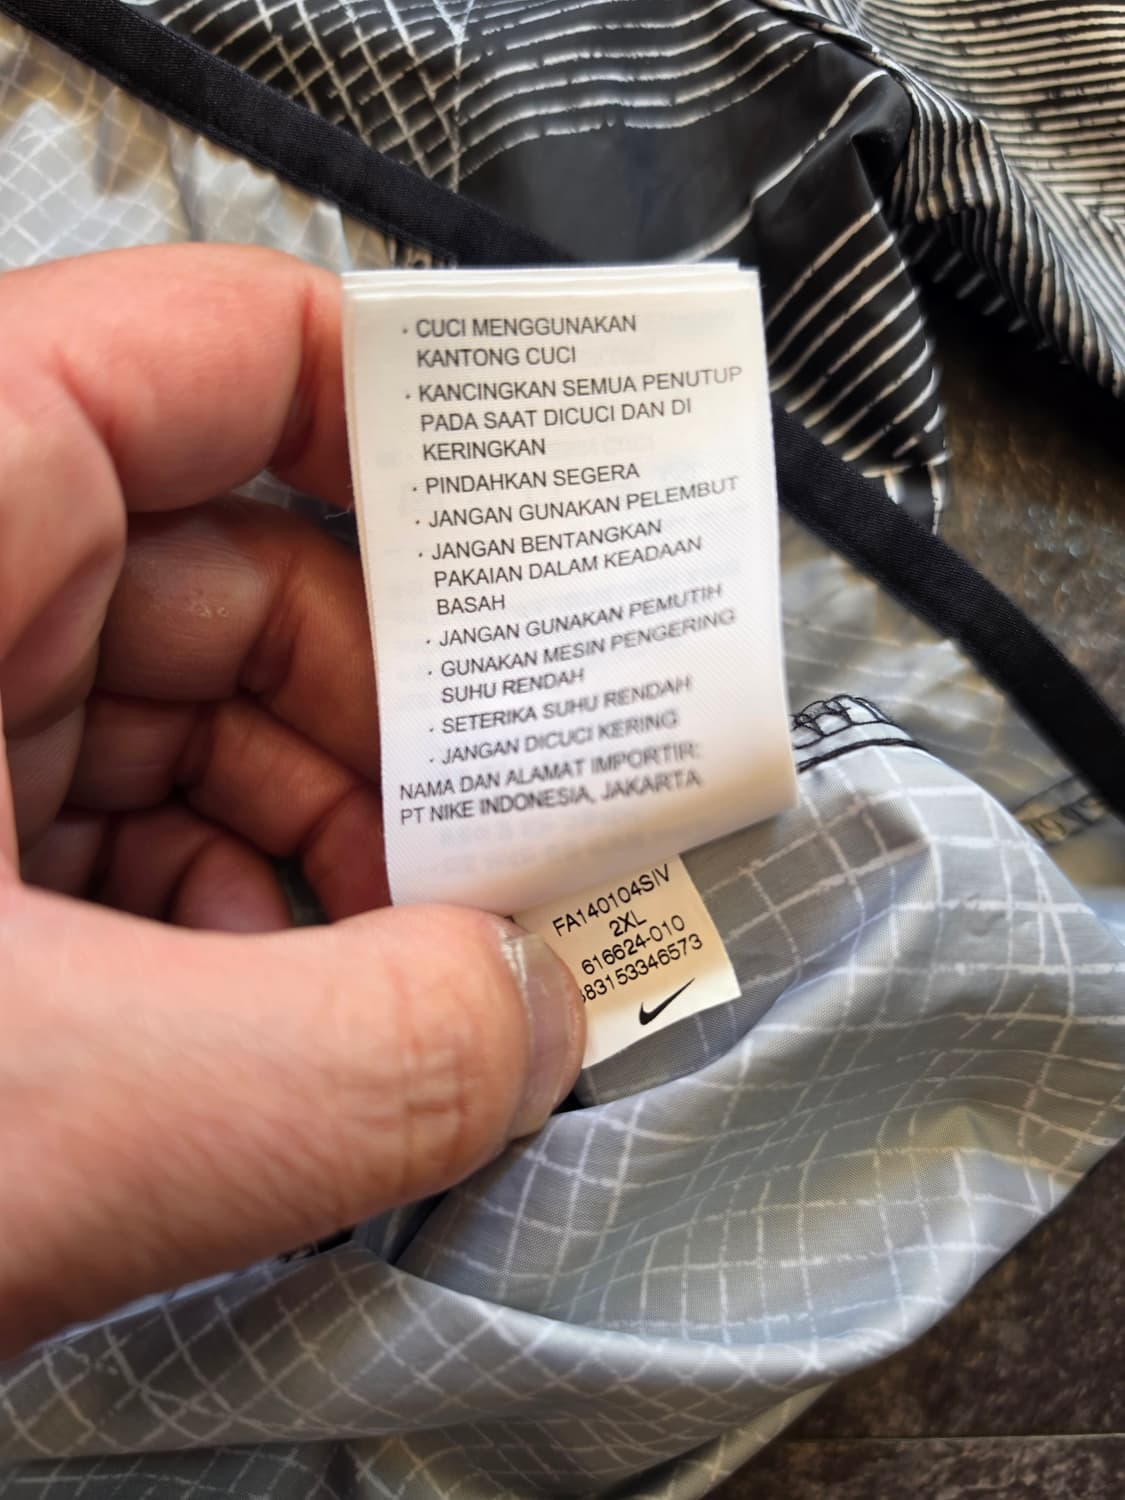 · CUCI MENGGUNAKAN
KANTONG CUCI
· KANCINGKAN SEMUA PENUTUP
PADA SAAT DICUCI DAN DI
KERINGKAN
· PINDAHKAN SEGERA
· JANGAN GUNAKAN PELEMBUT
· JANGAN BENTANGKAN
PAKAIAN DALAM KEADAAN
BASAH
· JANGAN GUNAKAN PEMUTIH
· GUNAKAN MESIN PENGERING
SUHU RENDAH
· SETERIKA SUHU RENDAH
· JANGAN DICUCI KERING
NAMA DAN ALAMAT IMPORTIR:
PT NIKE INDONESIA, JAKARTA
FA140104SIV
2XL
616624-010
83153346573